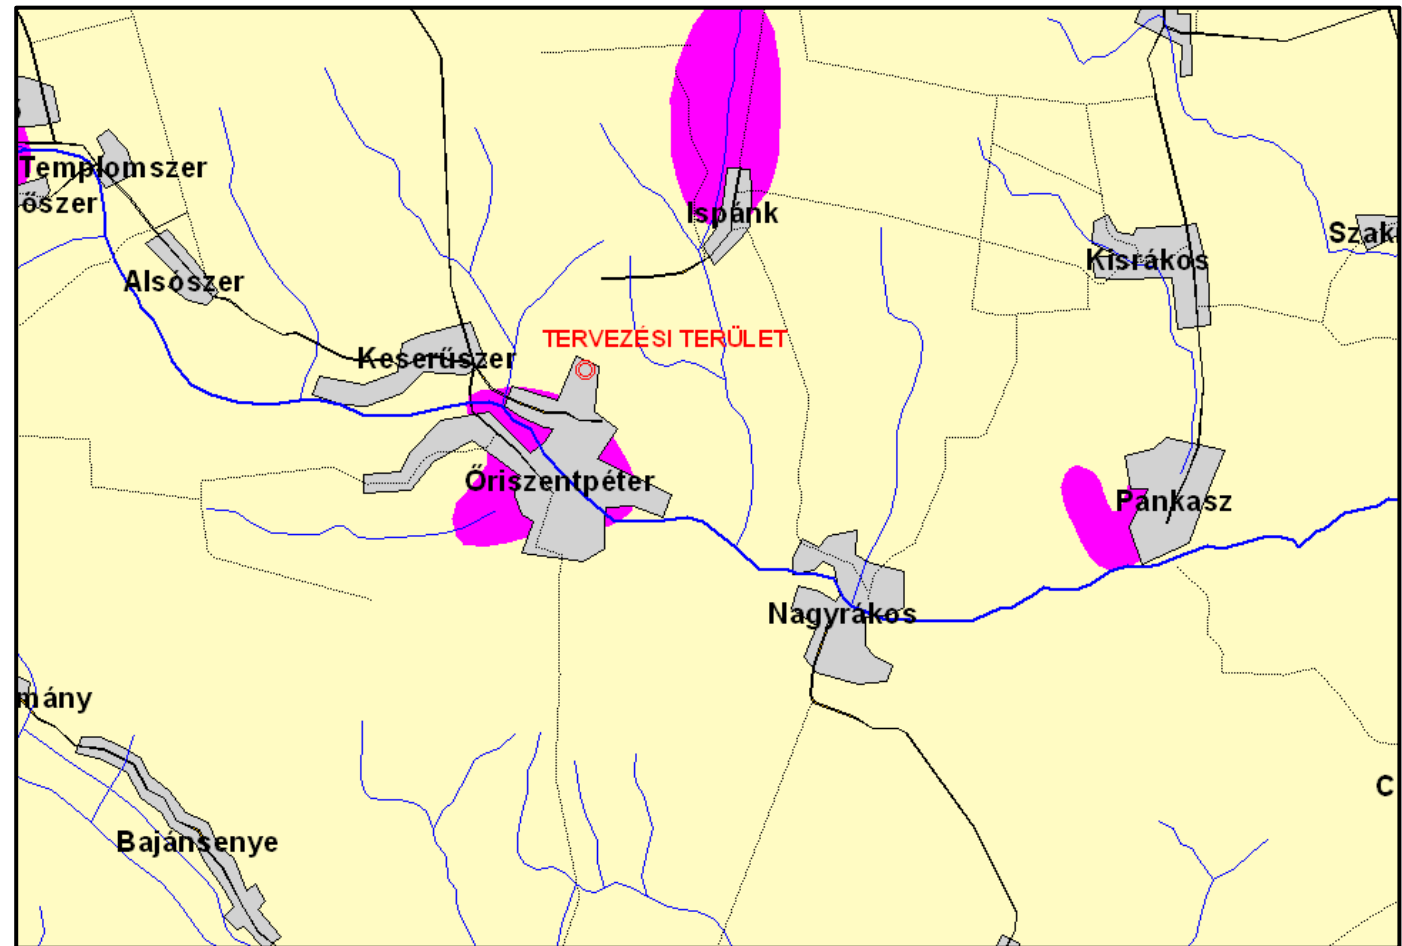 Templomszer
őszer
Ispánk
Szak
Kisrákos
Alsószer
TERVEZÉSI TERÜLET
Keserűszer
Őriszentpéter
Pankasz
Nagyrákos
mány
C
Bajánsenye